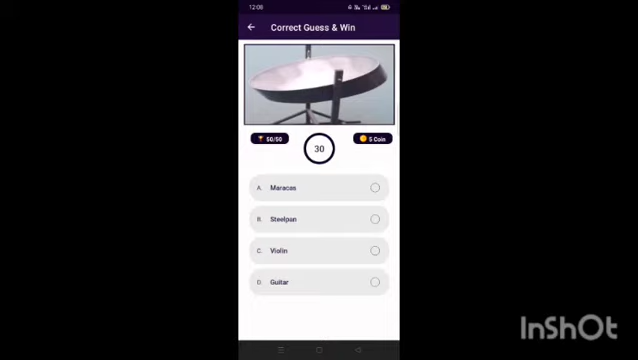 12:08
Correct Guess & Win
50/50
5 Coin
30
A. Maracas
B. Steelpan
C. Violin
D. Guitar
InShOt